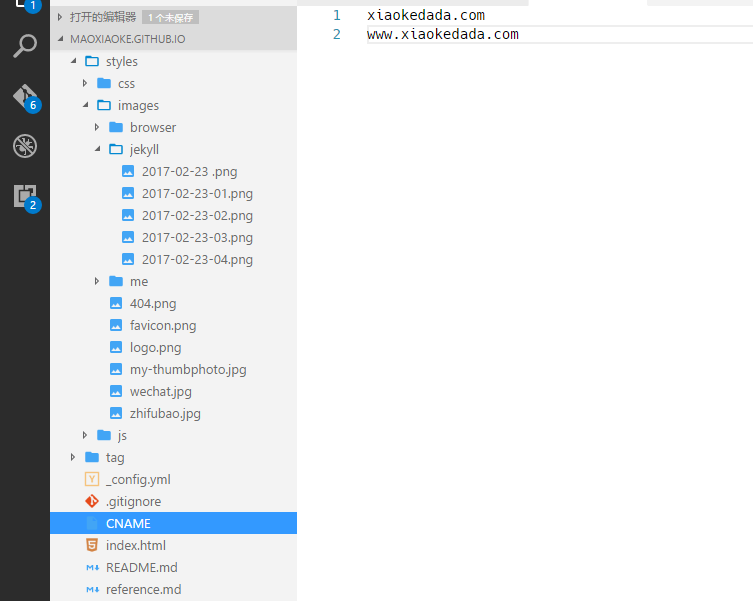 1
打开的编辑器 1 个未保存
MAOXIAOKE.GITHUB.IO
styles
css
images
browser
jekyll
2017-02-23 .png
2017-02-23-01.png
2017-02-23-02.png
2017-02-23-03.png
2017-02-23-04.png
me
404.png
favicon.png
logo.png
my-thumbphoto.jpg
wechat.jpg
zhifubao.jpg
js
tag
Y _config.yml
.gitignore
CNAME
5 index.html
M↓ README.md
M↓ reference.md
6
2
1 xiaokedada.com
2 www.xiaokedada.com